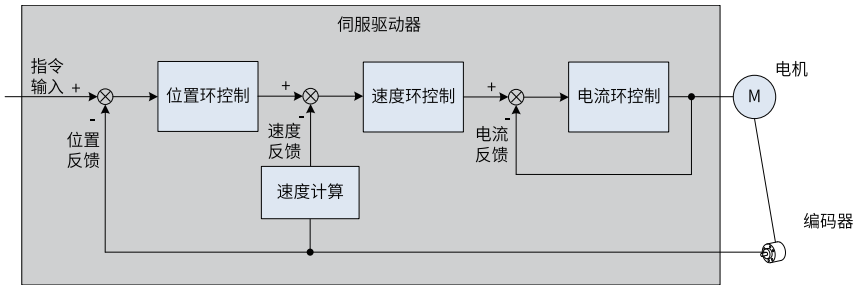 伺服驱动器
指令
输入
+
-
位置
反馈
位置环控制
+
-
速度
反馈
速度环控制
速度计算
+
-
电流
反馈
电流环控制
电机
M
编码器